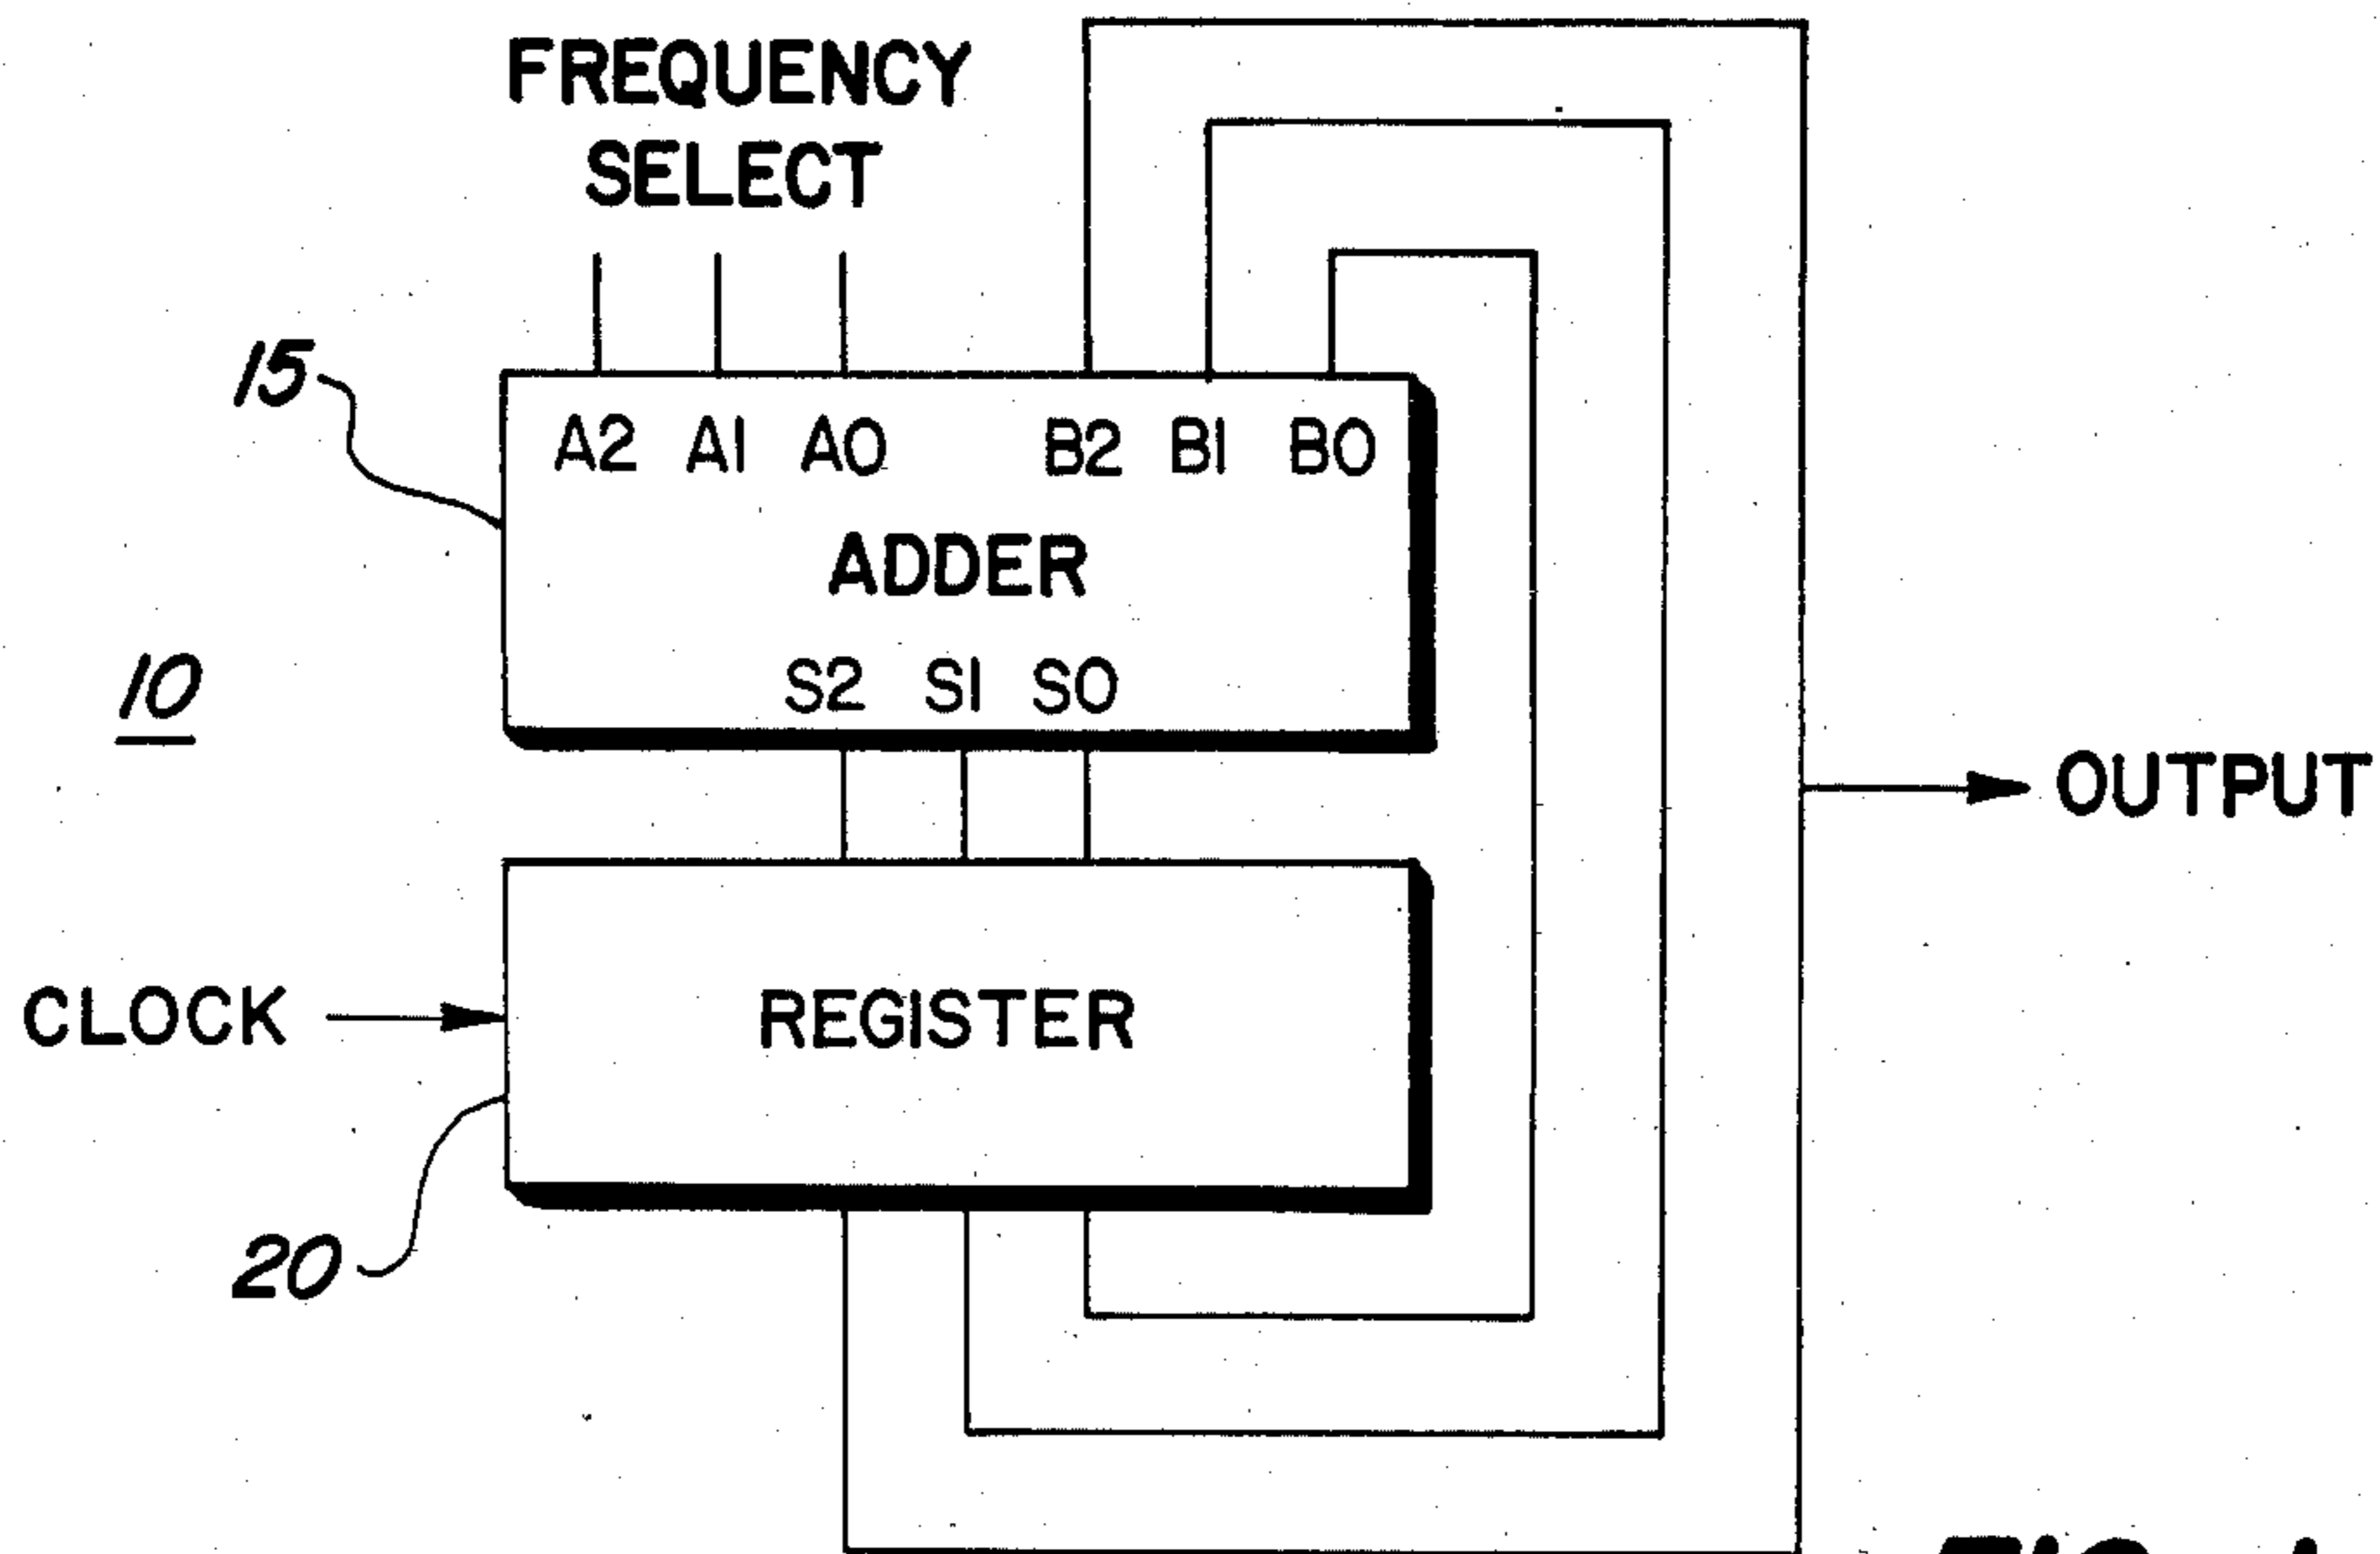 FREQUENCY
SELECT
15
A2 A1 A0 B2 B1 B0
ADDER
S2 S1 S0
10
OUTPUT
CLOCK
REGISTER
20